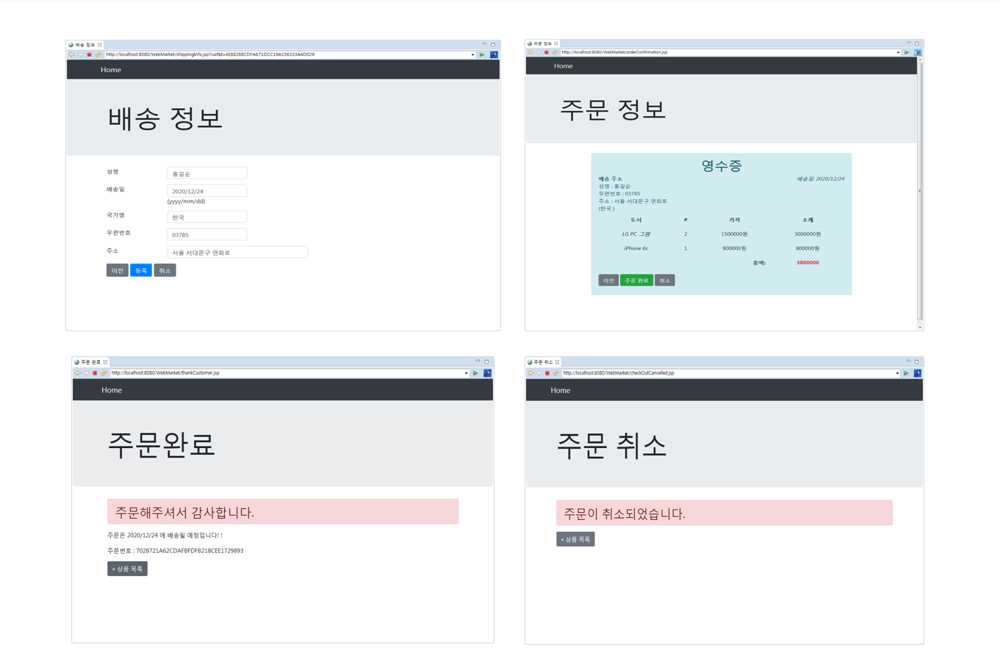 배송 정보
http://localhost:8080/WebMarket/shippingInfo.jsp?cartId=4E8828BCDFA671DCC19A156333A4D029
Home
배송 정보
성명 홍길순
배송일 2020/12/24
(yyyy/mm/dd)
국가명 한국
우편번호 03785
주소 서울 서대문구 연희로
이전 등록 취소
주문 정보
http://localhost:8080/WebMarket/orderConfirmation.jsp
Home
주문 정보
영수증
배송 주소 배송일: 2020/12/24
성명 : 홍길순
우편번호 : 03785
주소 : 서울 서대문구 연희로
(한국 )
도서 # 가격 소계
LG PC 그램 2 1500000원 3000000원
iPhone 6s 1 800000원 800000원
총액: 3800000
이전 주문 완료 취소
주문 완료
http://localhost:8080/WebMarket/thankCustomer.jsp
Home
주문완료
주문해주셔서 감사합니다.
주문은 2020/12/24 에 배송될 예정입니다! !
주문번호 : 7028721A62CDAFBFDFB218CEE1729893
« 상품 목록
주문 취소
http://localhost:8080/WebMarket/checkOutCancelled.jsp
Home
주문 취소
주문이 취소되었습니다.
« 상품 목록